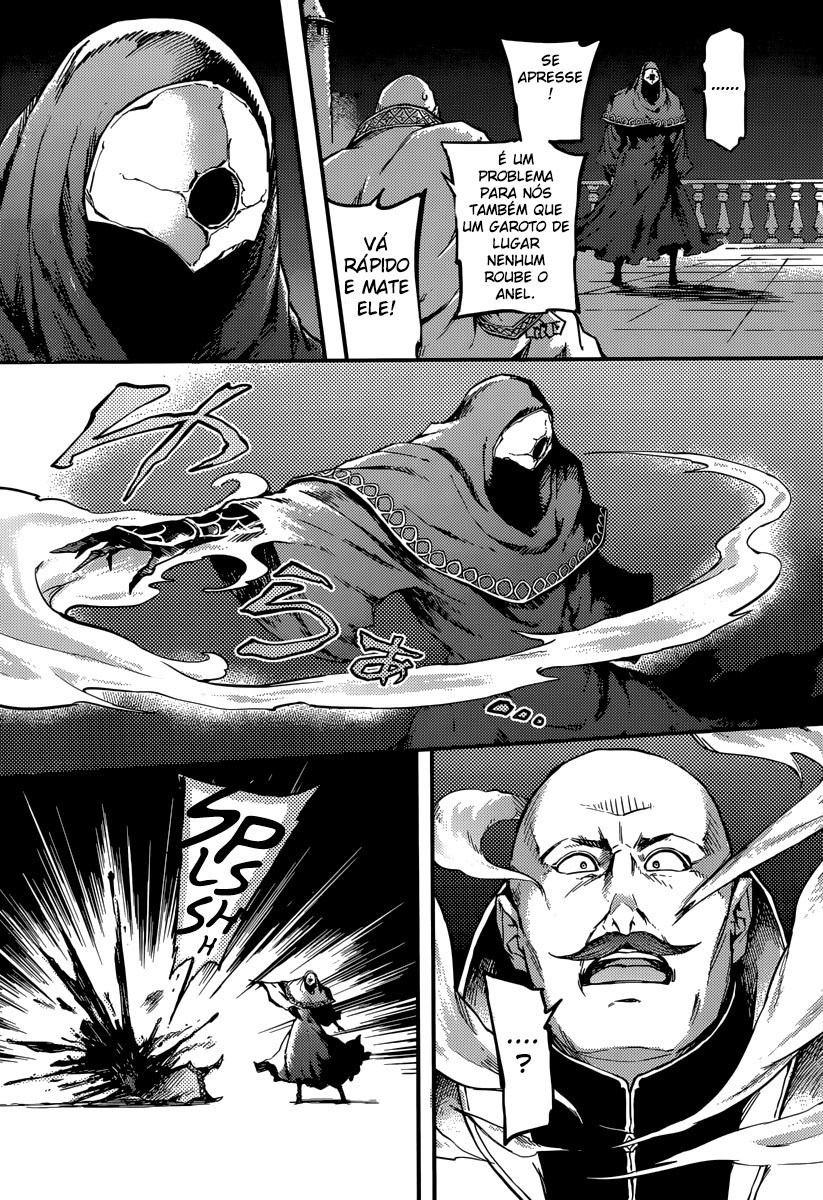 ......
SE
APRESSE
!
É UM
PROBLEMA
PARA NÓS
TAMBÉM QUE
UM GAROTO DE
LUGAR
NENHUM
ROUBE O
ANEL.
VÁ
RÁPIDO
E MATE
ELE!
.....
?
SPLSSHHH